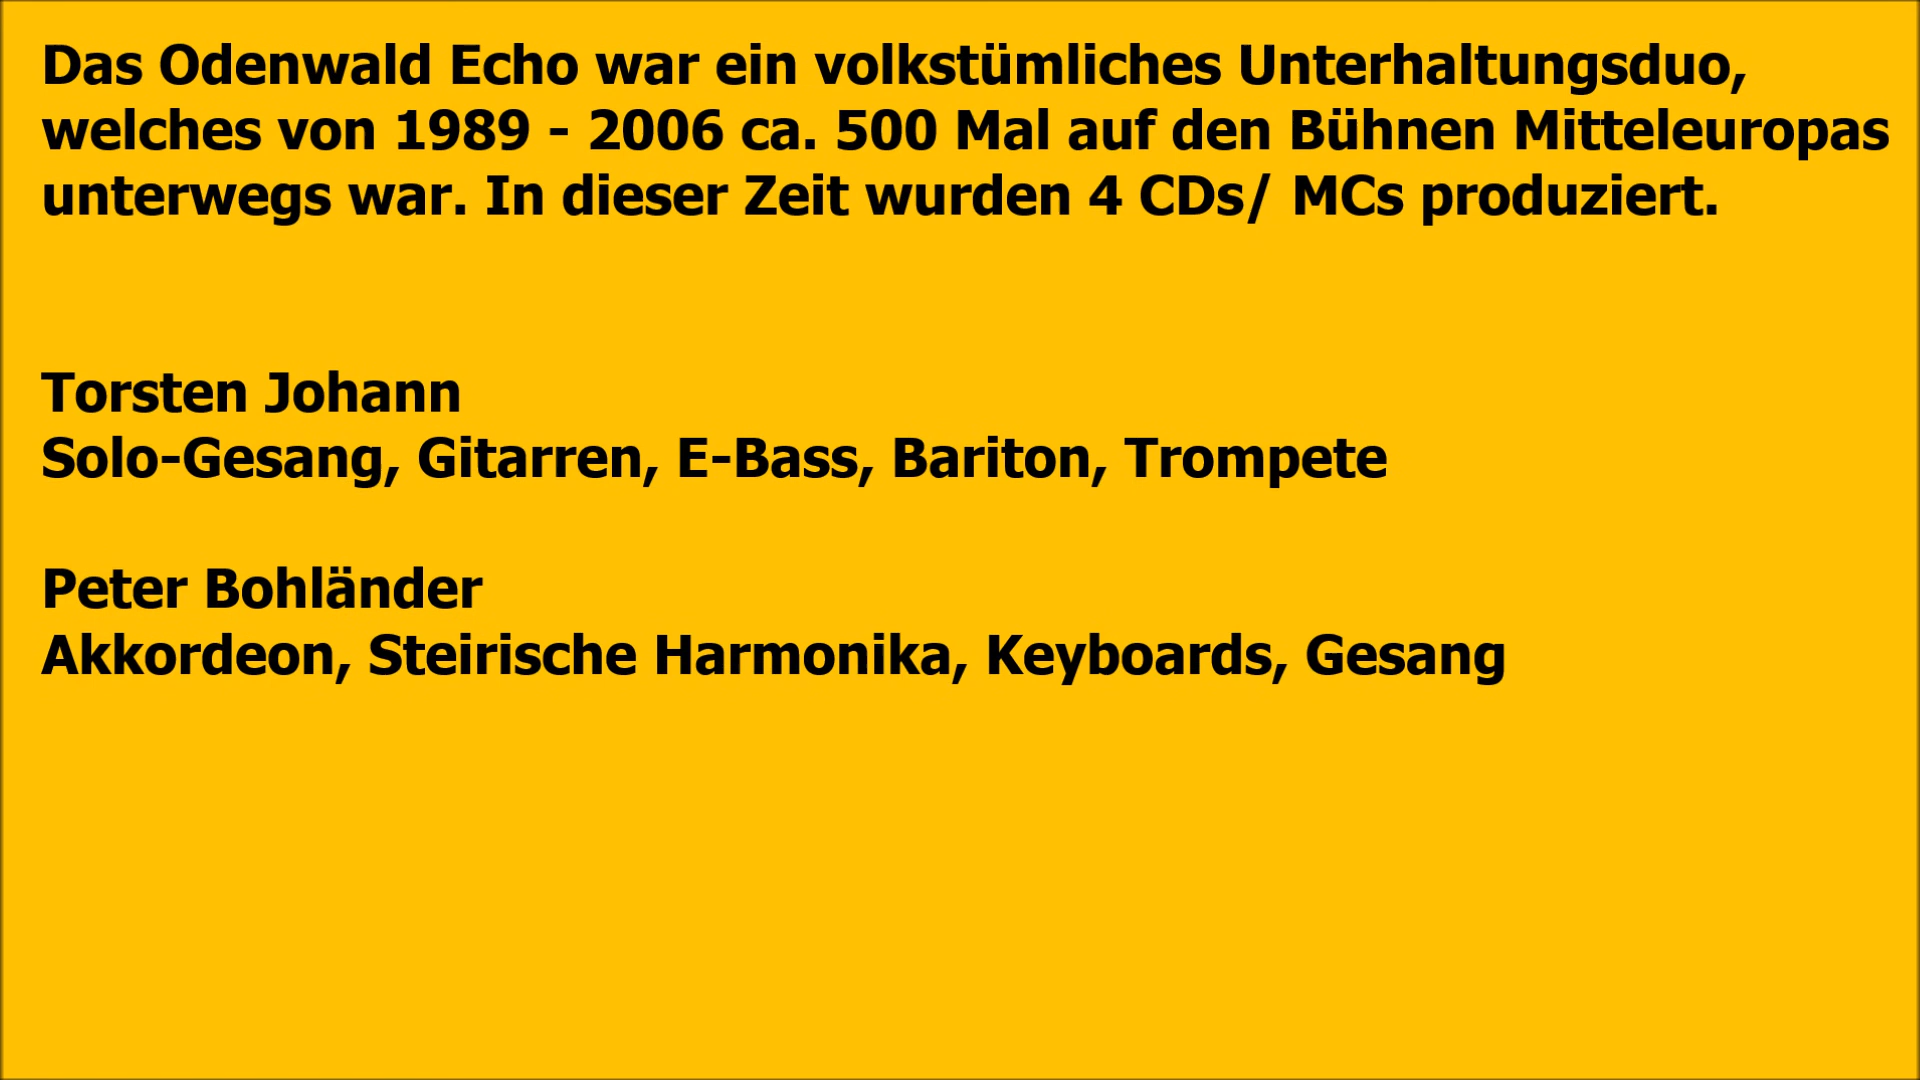 Das Odenwald Echo war ein volkstümliches Unterhaltungsduo,
welches von 1989 - 2006 ca. 500 Mal auf den Bühnen Mitteleuropas
unterwegs war. In dieser Zeit wurden 4 CDs/ MCs produziert.
Torsten Johann
Solo-Gesang, Gitarren, E-Bass, Bariton, Trompete
Peter Bohländer
Akkordeon, Steirische Harmonika, Keyboards, Gesang